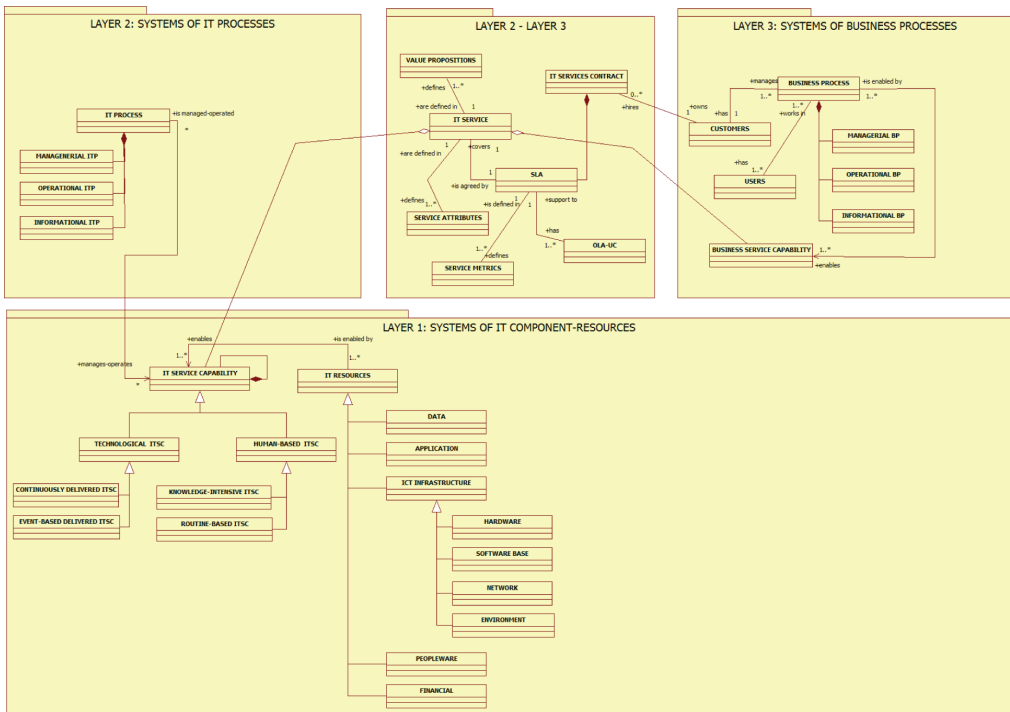 LAYER 2: SYSTEMS OF IT PROCESSES
IT PROCESS
+is managed-operated
*
MANAGENERIAL ITP
OPERATIONAL ITP
INFORMATIONAL ITP
LAYER 2 - LAYER 3
VALUE PROPOSITIONS
+defines
1..*
+are defined in
1
IT SERVICE
+are defined in
1
+covers
1
+defines
1..*
SERVICE ATTRIBUTES
1
+is agreed by
SLA
+is defined in
1
1
+support to
1..*
+defines
SERVICE METRICS
+has
1..*
OLA-UC
IT SERVICES CONTRACT
0..*
+hires
LAYER 3: SYSTEMS OF BUSINESS PROCESSES
+manages
1..*
BUSINESS PROCESS
+is enabled by
1..*
1..*
+works in
+owns
1
+has
1
CUSTOMERS
+has
1..*
USERS
MANAGERIAL BP
OPERATIONAL BP
INFORMATIONAL BP
BUSINESS SERVICE CAPABILITY
1..*
+enables
LAYER 1: SYSTEMS OF IT COMPONENT-RESOURCES
+enables
1..*
+is enabled by
1..*
+manages-operates
*
IT SERVICE CAPABILITY
IT RESOURCES
TECHNOLOGICAL ITSC
HUMAN-BASED ITSC
CONTINUOUSLY DELIVERED ITSC
EVENT-BASED DELIVERED ITSC
KNOWLEDGE-INTENSIVE ITSC
ROUTINE-BASED ITSC
DATA
APPLICATION
ICT INFRASTRUCTURE
HARDWARE
SOFTWARE BASE
NETWORK
ENVIRONMENT
PEOPLEWARE
FINANCIAL